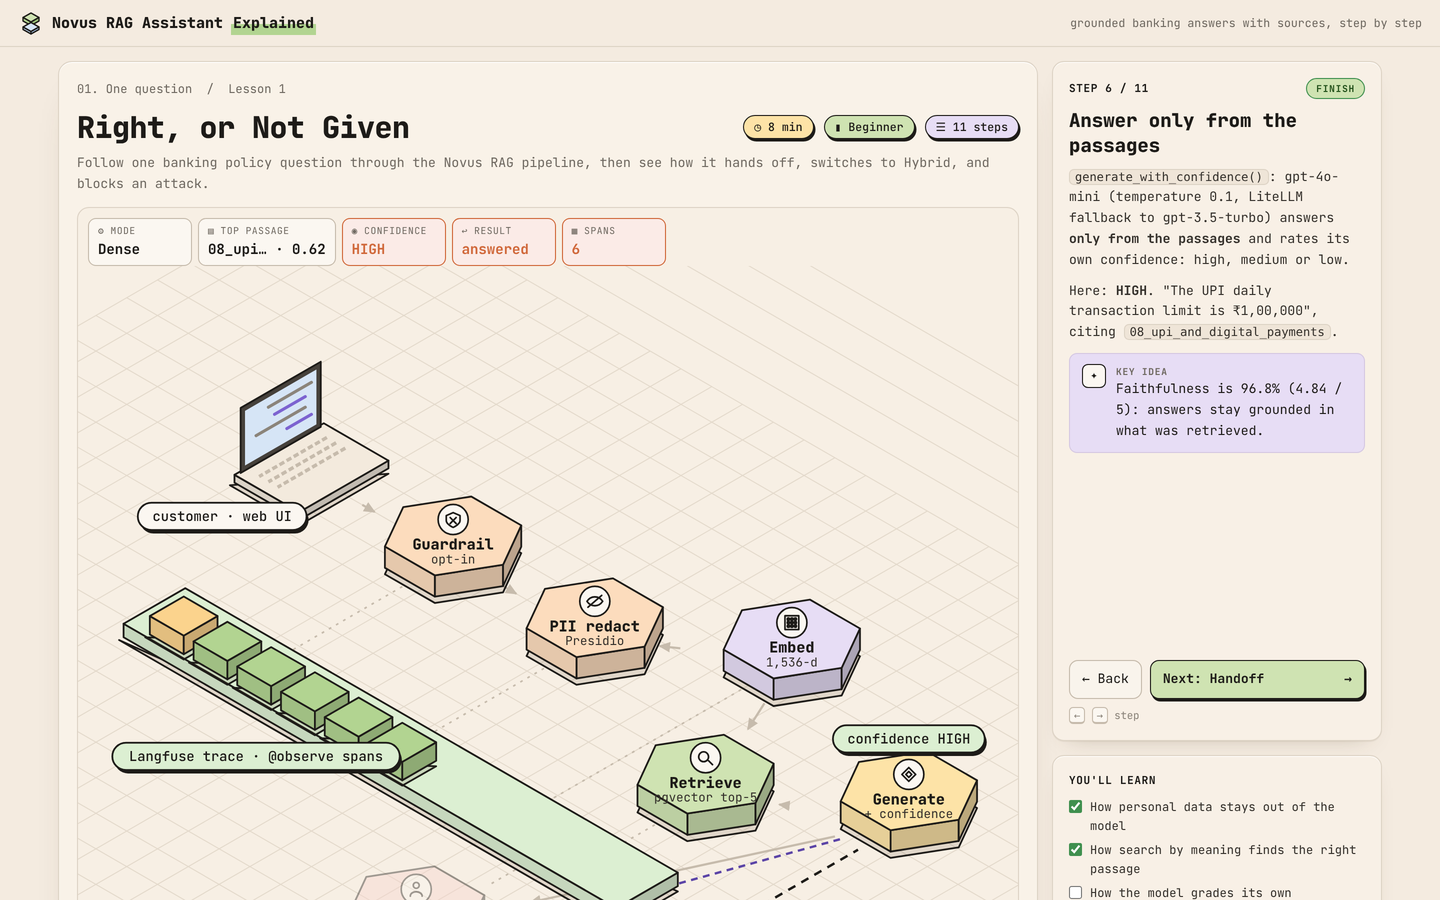 Novus RAG Assistant Explained
grounded banking answers with sources, step by step
01. One question / Lesson 1
Right, or Not Given
8 min
Beginner
11 steps
Follow one banking policy question through the Novus RAG pipeline, then see how it hands off, switches to Hybrid, and
blocks an attack.
MODE
Dense
TOP PASSAGE
08_upi… · 0.62
CONFIDENCE
HIGH
RESULT
answered
SPANS
6
customer · web UI
Guardrail
opt-in
PII redact
Presidio
Embed
1,536-d
confidence HIGH
Langfuse trace · @observe spans
Retrieve
pgvector top-5
Generate
+ confidence
STEP 6 / 11
FINISH
Answer only from the
passages
generate_with_confidence(): gpt-4o-
mini (temperature 0.1, LiteLLM
fallback to gpt-3.5-turbo) answers
only from the passages and rates its
own confidence: high, medium or low.
Here: HIGH. "The UPI daily
transaction limit is ₹1,00,000",
citing 08_upi_and_digital_payments.
KEY IDEA
Faithfulness is 96.8% (4.84 /
5): answers stay grounded in
what was retrieved.
← Back
Next: Handoff →
← → step
YOU'LL LEARN
How personal data stays out of the
model
How search by meaning finds the right
passage
How the model grades its own